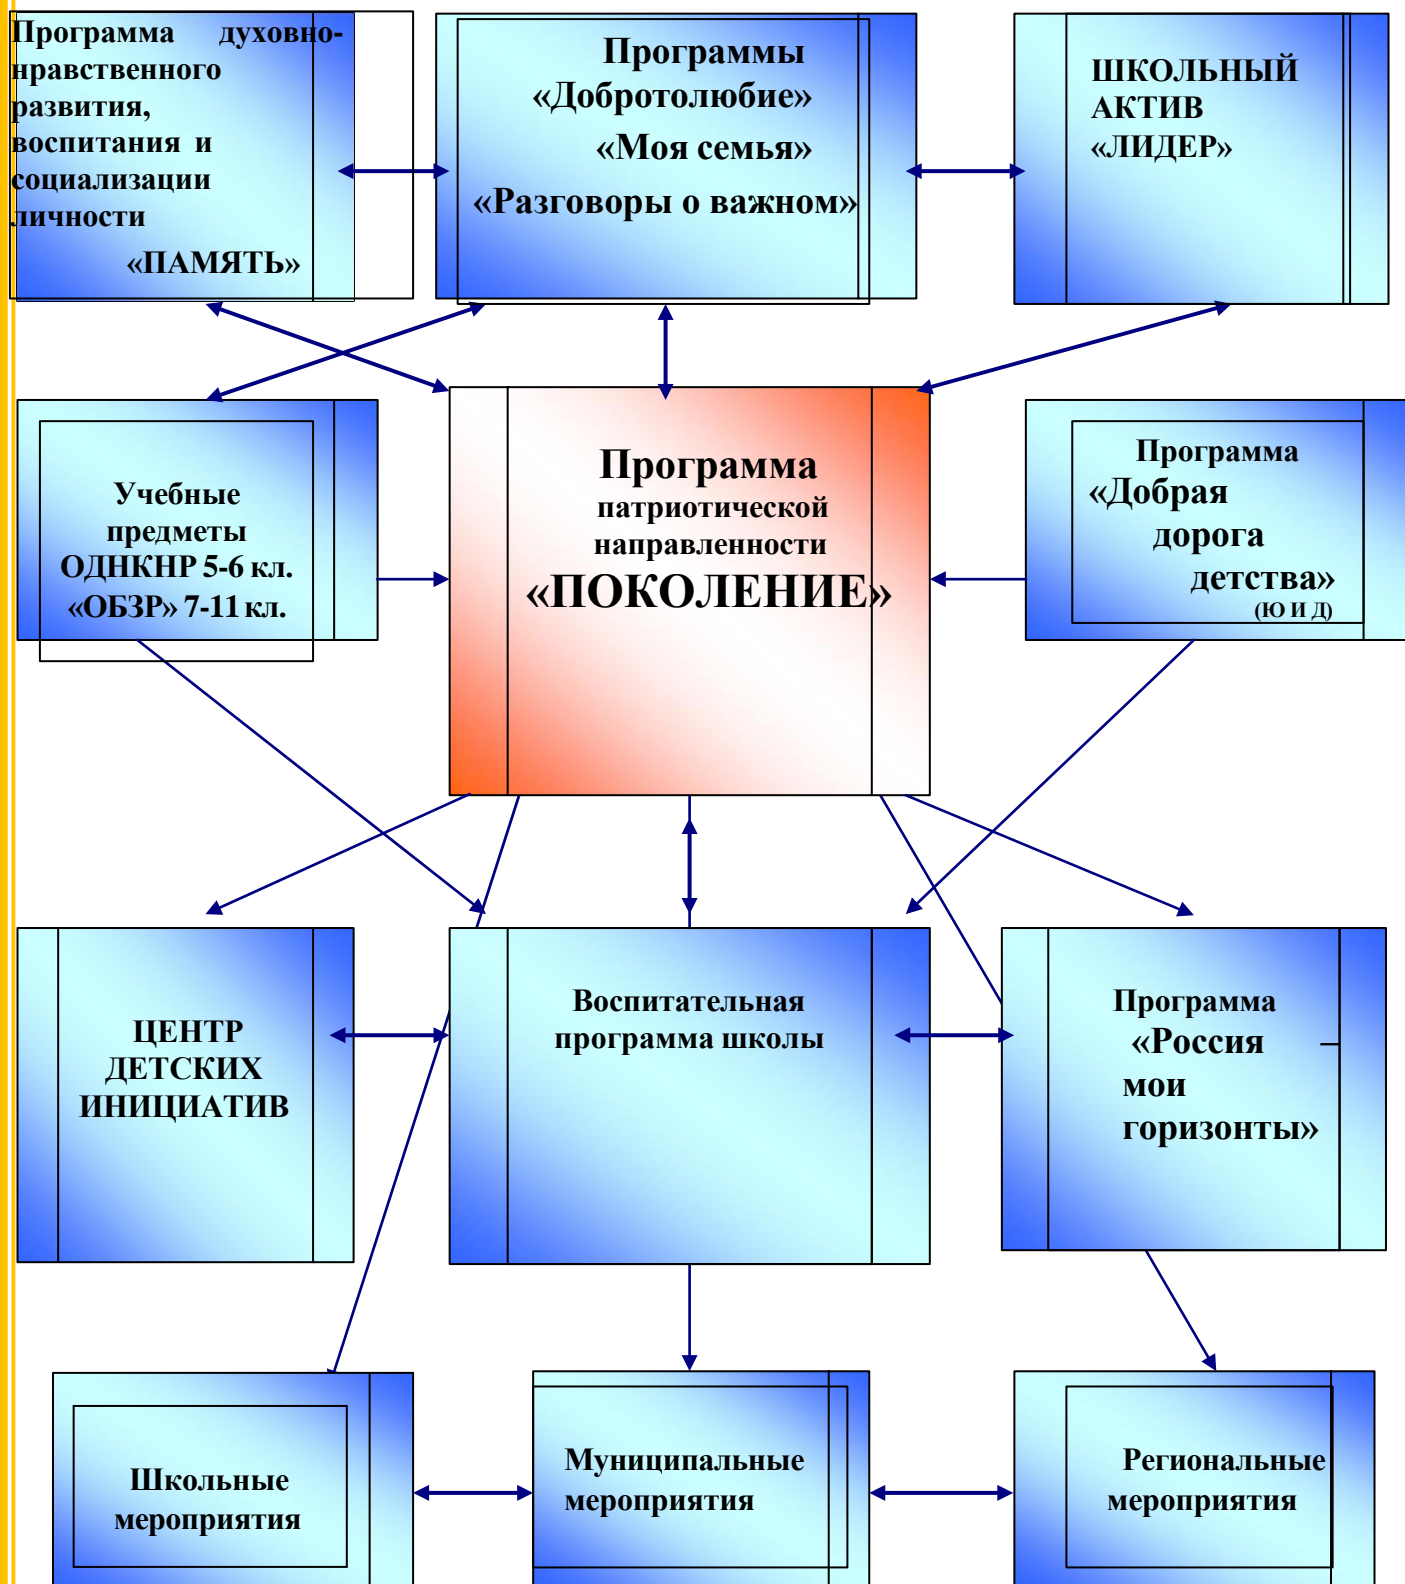 Программа духовно-
нравственного
развития,
воспитания и
социализации
личности
«ПАМЯТЬ»
Программы
«Добротолюбие»
«Моя семья»
«Разговоры о важном»
ШКОЛЬНЫЙ
АКТИВ
«ЛИДЕР»
Учебные
предметы
ОДНКНР 5-6 кл.
«ОБЗР» 7-11 кл.
Программа
патриотической
направленности
«ПОКОЛЕНИЕ»
Программа
«Добрая
дорога
детства»
(Ю И Д)
ЦЕНТР
ДЕТСКИХ
ИНИЦИАТИВ
Воспитательная
программа школы
Программа
«Россия –
мои
горизонты»
Школьные
мероприятия
Муниципальные
мероприятия
Региональные
мероприятия